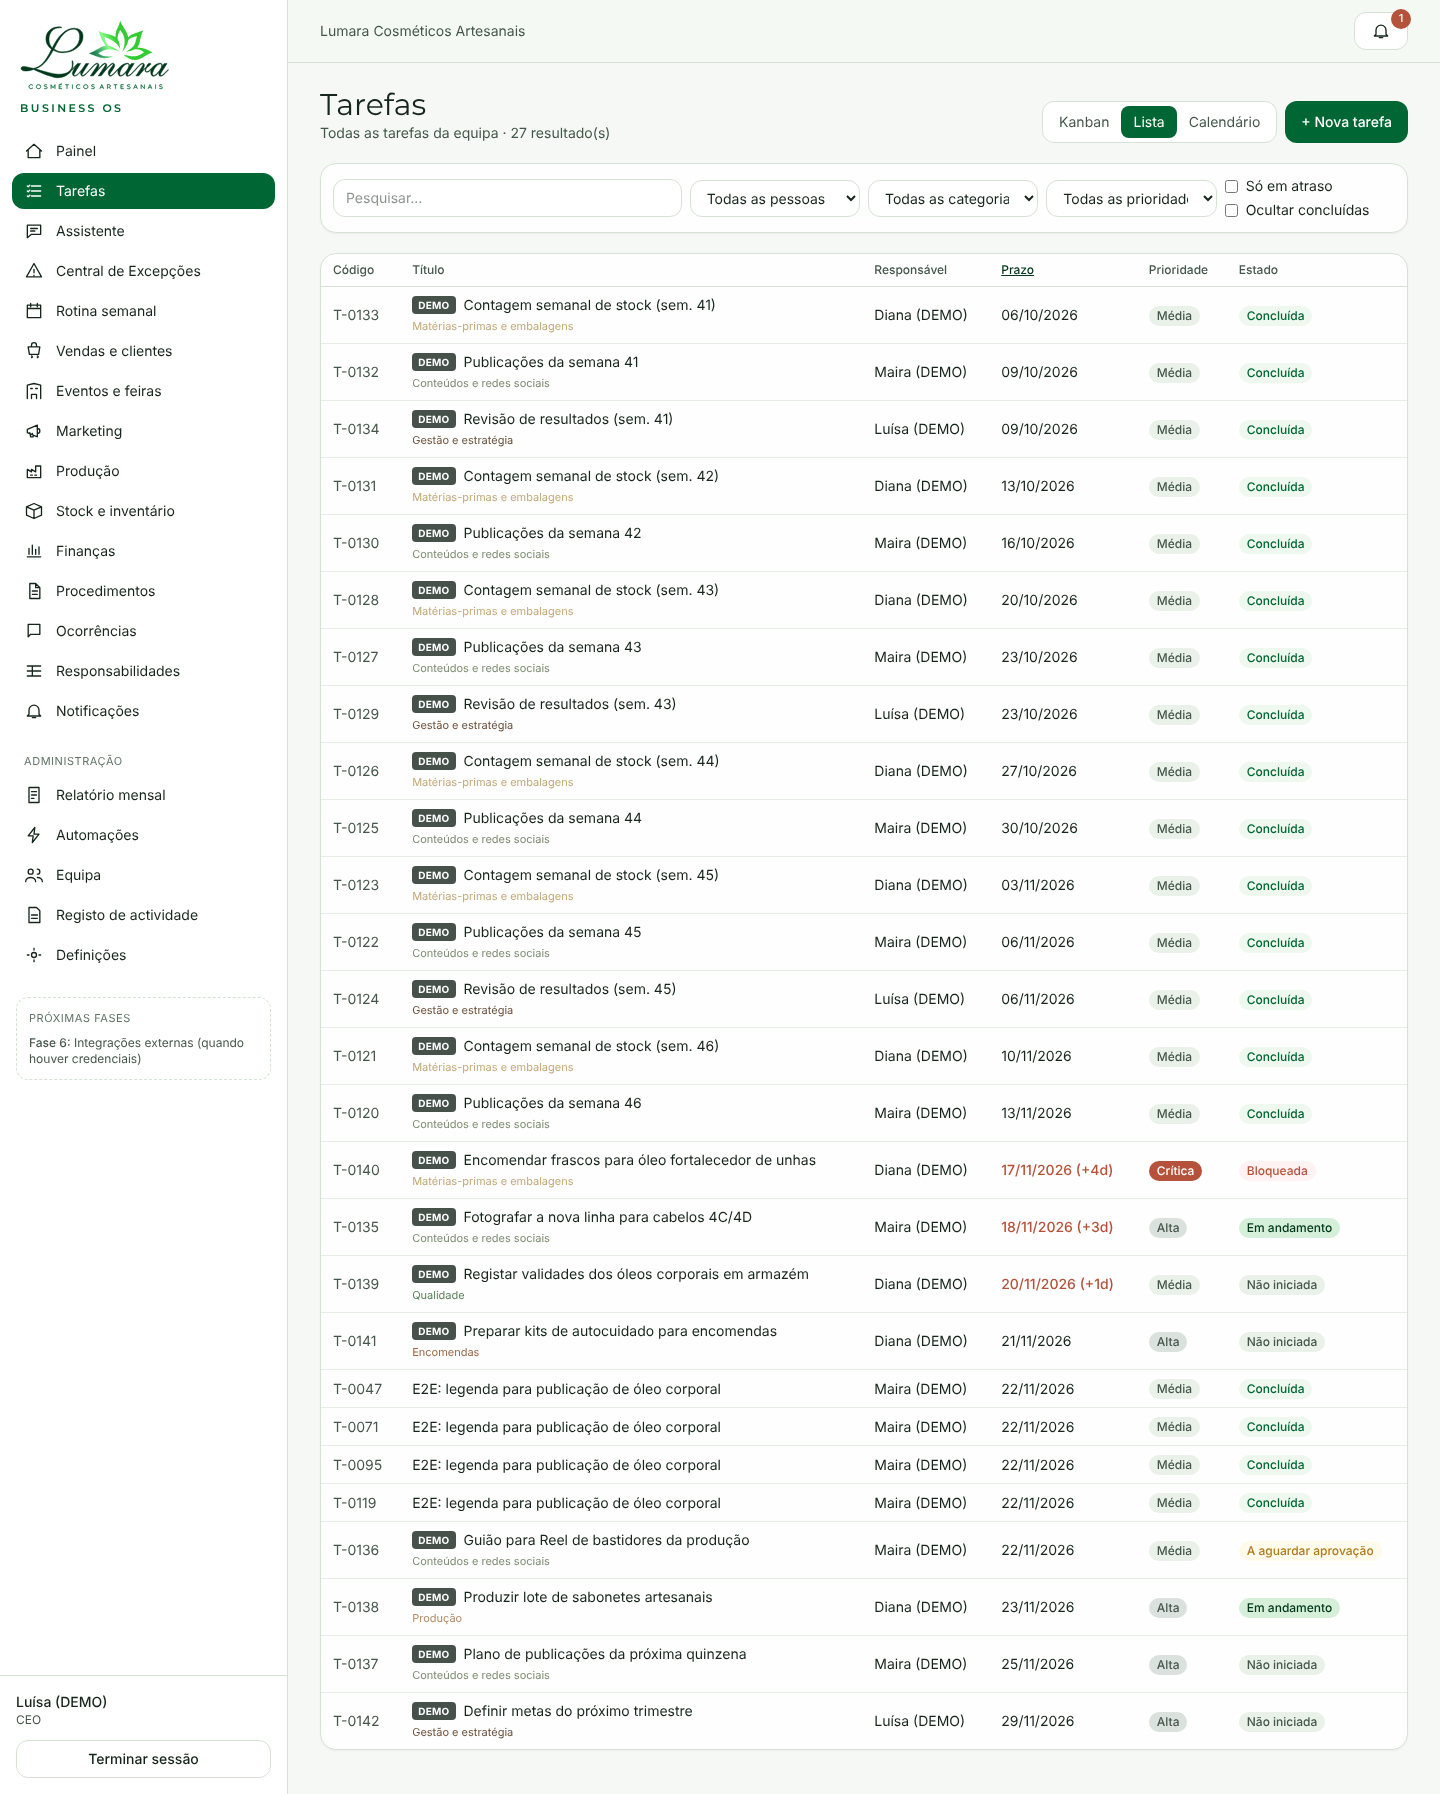 Lumara
COSMÉTICOS ARTESANAIS
BUSINESS OS
Painel
Tarefas
Assistente
Central de Excepções
Rotina semanal
Vendas e clientes
Eventos e feiras
Marketing
Produção
Stock e inventário
Finanças
Procedimentos
Ocorrências
Responsabilidades
Notificações
ADMINISTRAÇÃO
Relatório mensal
Automações
Equipa
Registo de actividade
Definições
PRÓXIMAS FASES
Fase 6: Integrações externas (quando
houver credenciais)
Luísa (DEMO)
CEO
Terminar sessão
Lumara Cosméticos Artesanais
1
Tarefas
Todas as tarefas da equipa · 27 resultado(s)
Kanban Lista Calendário + Nova tarefa
Pesquisar... Todas as pessoas Todas as categoria Todas as prioridad
Só em atraso
Ocultar concluídas
Código Título Responsável Prazo Prioridade Estado
T-0133 DEMO Contagem semanal de stock (sem. 41) Diana (DEMO) 06/10/2026 Média Concluída
Matérias-primas e embalagens
T-0132 DEMO Publicações da semana 41 Maira (DEMO) 09/10/2026 Média Concluída
Conteúdos e redes sociais
T-0134 DEMO Revisão de resultados (sem. 41) Luísa (DEMO) 09/10/2026 Média Concluída
Gestão e estratégia
T-0131 DEMO Contagem semanal de stock (sem. 42) Diana (DEMO) 13/10/2026 Média Concluída
Matérias-primas e embalagens
T-0130 DEMO Publicações da semana 42 Maira (DEMO) 16/10/2026 Média Concluída
Conteúdos e redes sociais
T-0128 DEMO Contagem semanal de stock (sem. 43) Diana (DEMO) 20/10/2026 Média Concluída
Matérias-primas e embalagens
T-0127 DEMO Publicações da semana 43 Maira (DEMO) 23/10/2026 Média Concluída
Conteúdos e redes sociais
T-0129 DEMO Revisão de resultados (sem. 43) Luísa (DEMO) 23/10/2026 Média Concluída
Gestão e estratégia
T-0126 DEMO Contagem semanal de stock (sem. 44) Diana (DEMO) 27/10/2026 Média Concluída
Matérias-primas e embalagens
T-0125 DEMO Publicações da semana 44 Maira (DEMO) 30/10/2026 Média Concluída
Conteúdos e redes sociais
T-0123 DEMO Contagem semanal de stock (sem. 45) Diana (DEMO) 03/11/2026 Média Concluída
Matérias-primas e embalagens
T-0122 DEMO Publicações da semana 45 Maira (DEMO) 06/11/2026 Média Concluída
Conteúdos e redes sociais
T-0124 DEMO Revisão de resultados (sem. 45) Luísa (DEMO) 06/11/2026 Média Concluída
Gestão e estratégia
T-0121 DEMO Contagem semanal de stock (sem. 46) Diana (DEMO) 10/11/2026 Média Concluída
Matérias-primas e embalagens
T-0120 DEMO Publicações da semana 46 Maira (DEMO) 13/11/2026 Média Concluída
Conteúdos e redes sociais
T-0140 DEMO Encomendar frascos para óleo fortalecedor de unhas Diana (DEMO) 17/11/2026 (+4d) Crítica Bloqueada
Matérias-primas e embalagens
T-0135 DEMO Fotografar a nova linha para cabelos 4C/4D Maira (DEMO) 18/11/2026 (+3d) Alta Em andamento
Conteúdos e redes sociais
T-0139 DEMO Registar validades dos óleos corporais em armazém Diana (DEMO) 20/11/2026 (+1d) Média Não iniciada
Qualidade
T-0141 DEMO Preparar kits de autocuidado para encomendas Diana (DEMO) 21/11/2026 Alta Não iniciada
Encomendas
T-0047 E2E: legenda para publicação de óleo corporal Maira (DEMO) 22/11/2026 Média Concluída
T-0071 E2E: legenda para publicação de óleo corporal Maira (DEMO) 22/11/2026 Média Concluída
T-0095 E2E: legenda para publicação de óleo corporal Maira (DEMO) 22/11/2026 Média Concluída
T-0119 E2E: legenda para publicação de óleo corporal Maira (DEMO) 22/11/2026 Média Concluída
T-0136 DEMO Guião para Reel de bastidores da produção Maira (DEMO) 22/11/2026 Média A aguardar aprovação
Conteúdos e redes sociais
T-0138 DEMO Produzir lote de sabonetes artesanais Diana (DEMO) 23/11/2026 Alta Em andamento
Produção
T-0137 DEMO Plano de publicações da próxima quinzena Maira (DEMO) 25/11/2026 Alta Não iniciada
Conteúdos e redes sociais
T-0142 DEMO Definir metas do próximo trimestre Luísa (DEMO) 29/11/2026 Alta Não iniciada
Gestão e estratégia